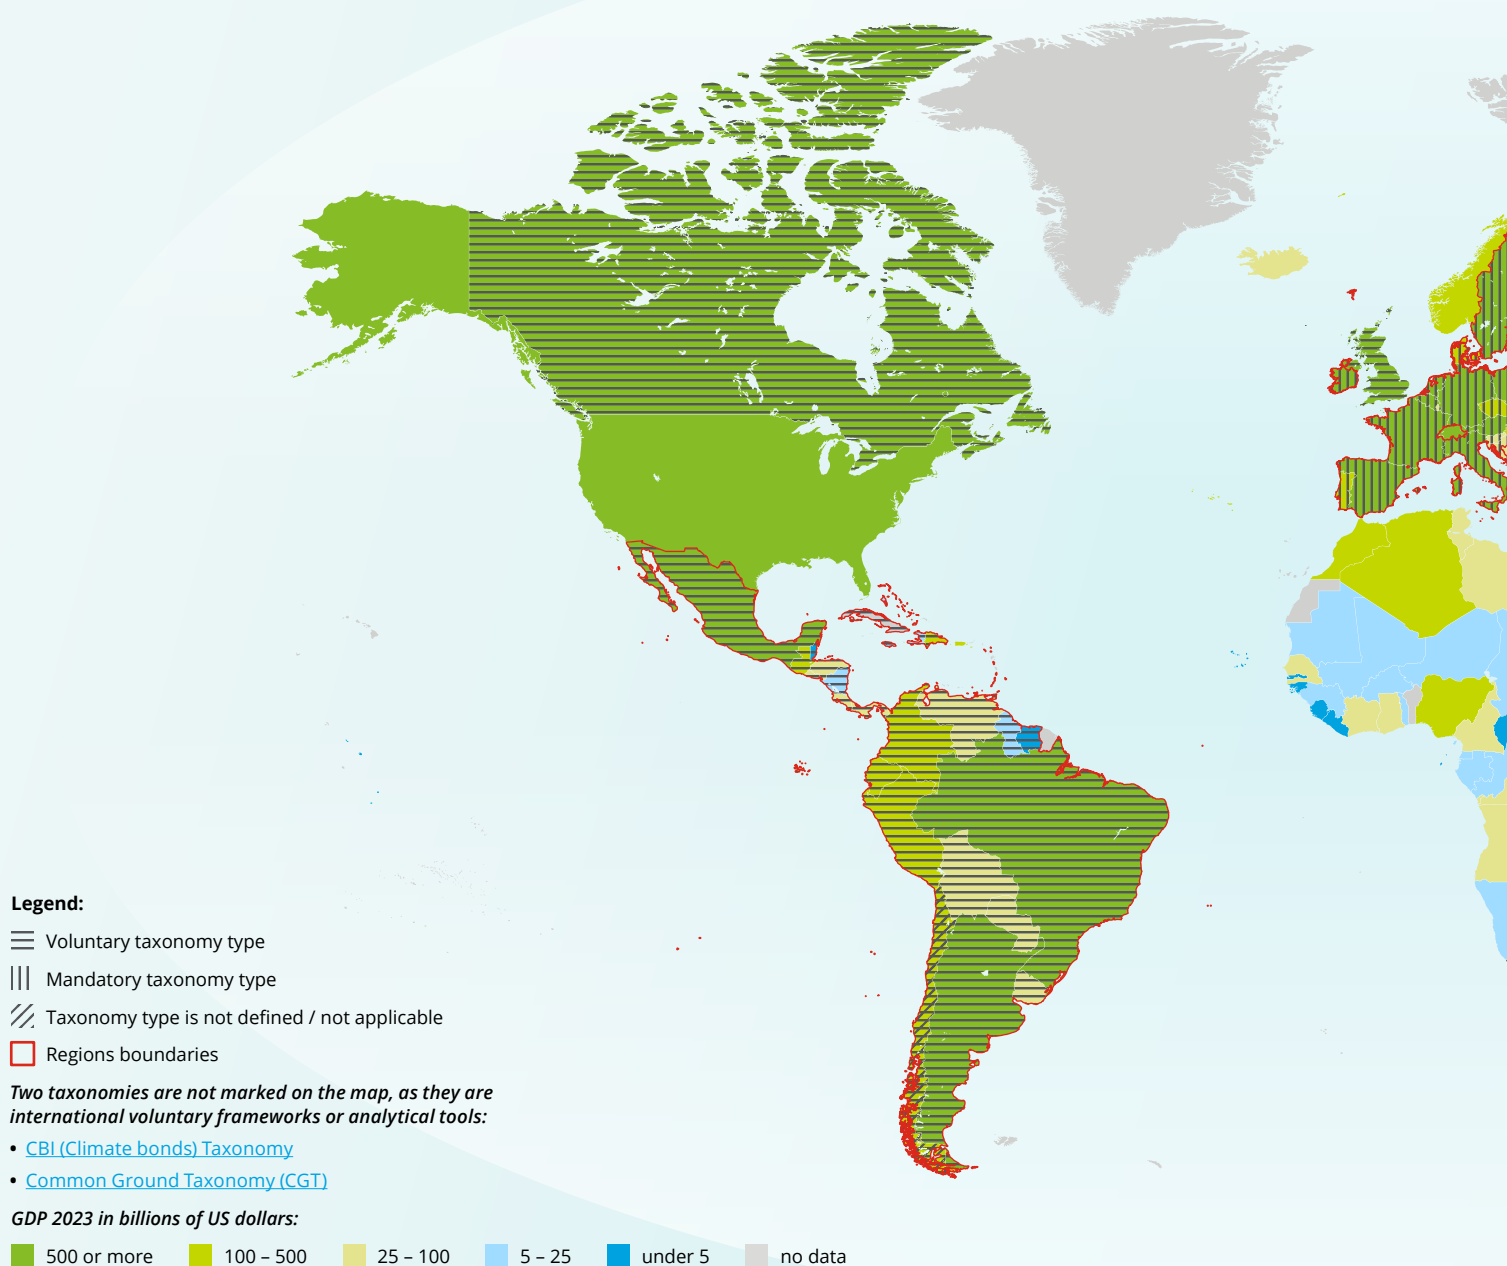 Legend:
Voluntary taxonomy type
Mandatory taxonomy type
Taxonomy type is not defined / not applicable
Regions boundaries
Two taxonomies are not marked on the map, as they are
international voluntary frameworks or analytical tools:
• CBI (Climate bonds) Taxonomy
• Common Ground Taxonomy (CGT)
GDP 2023 in billions of US dollars:
500 or more 100 – 500 25 – 100 5 – 25 under 5 no data